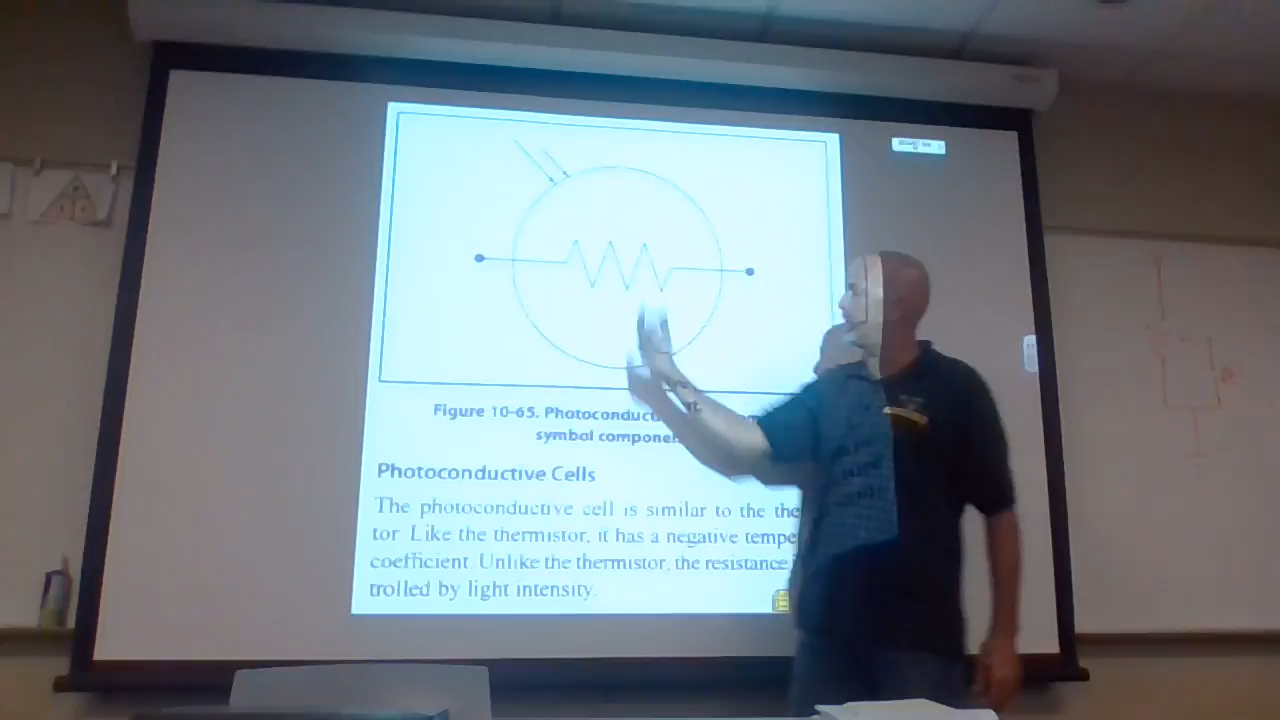 Figure 10-65. Photoconduc
symbol compone
Photoconductive Cells
The photoconductive cell is similar to the the
tor Like the thermistor, it has a negative tempe
coefficient Unlike the thermistor, the resistance
trolled by light intensity.